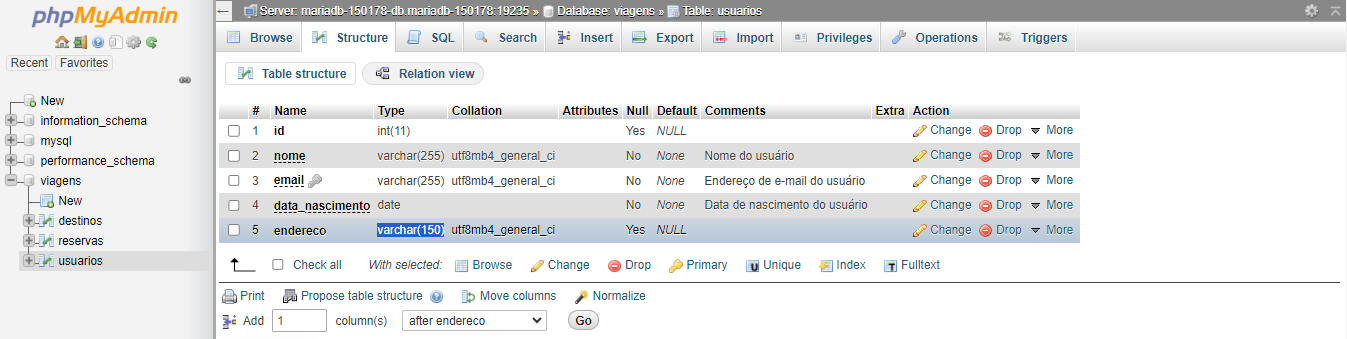 phpMyAdmin
Recent Favorites
New
information_schema
mysql
performance_schema
viagens
New
destinos
reservas
usuarios
Server: mariadb-150178-db.mariadb-150178:19235 » Database: viagens » Table: usuarios
Browse Structure SQL Search Insert Export Import Privileges Operations Triggers
Table structure Relation view
# Name Type Collation Attributes Null Default Comments Extra Action
1 id int(11) Yes NULL Change Drop More
2 nome varchar(255) utf8mb4_general_ci No None Nome do usuário Change Drop More
3 email varchar(255) utf8mb4_general_ci No None Endereço de e-mail do usuário Change Drop More
4 data_nascimento date No None Data de nascimento do usuário Change Drop More
5 endereco varchar(150) utf8mb4_general_ci Yes NULL Change Drop More
Check all With selected: Browse Change Drop Primary Unique Index Fulltext
Print Propose table structure Move columns Normalize
Add 1 column(s) after endereco Go